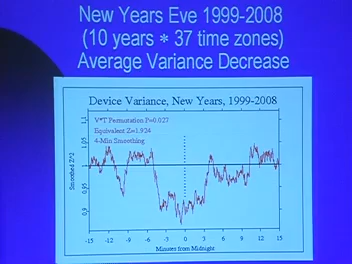 New Years Eve 1999-2008
(10 years * 37 time zones)
Average Variance Decrease
Device Variance, New Years, 1999-2008
V*T Permutation P=0.027
Equivalent Z=1.924
4-Min Smoothing
Smoothed Z^2
1.1
1.05
1
0.95
0.9
-15 -12 -9 -6 -3 0 3 6 9 12 15
Minutes from Midnight